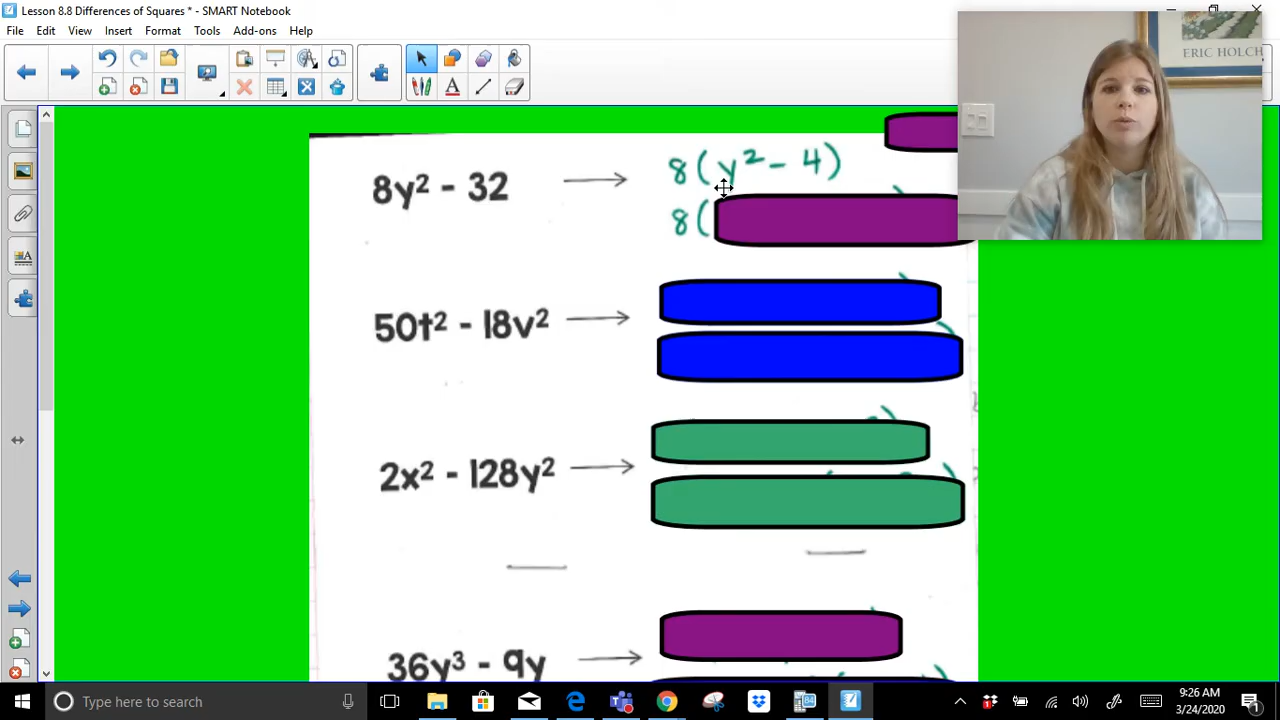 Lesson 8.8 Differences of Squares * - SMART Notebook
File Edit View Insert Format Tools Add-ons Help
ERIC HOLCH
8y² - 32 → 8(y² - 4)
8(
50t² - 18v² →
2x² - 128y² →
36y³ - 9y →
Type here to search
9:26 AM
3/24/2020